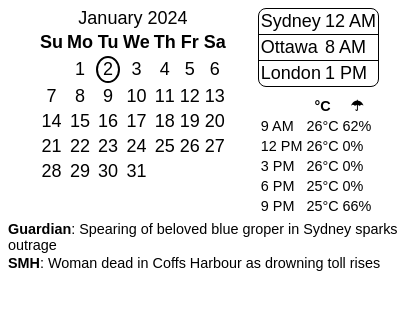 January 2024
Su Mo Tu We Th Fr Sa
1 2 3 4 5 6
7 8 9 10 11 12 13
14 15 16 17 18 19 20
21 22 23 24 25 26 27
28 29 30 31
Sydney 12 AM
Ottawa 8 AM
London 1 PM
°C ☂
9 AM 26°C 62%
12 PM 26°C 0%
3 PM 26°C 0%
6 PM 25°C 0%
9 PM 25°C 66%
Guardian: Spearing of beloved blue groper in Sydney sparks
outrage
SMH: Woman dead in Coffs Harbour as drowning toll rises